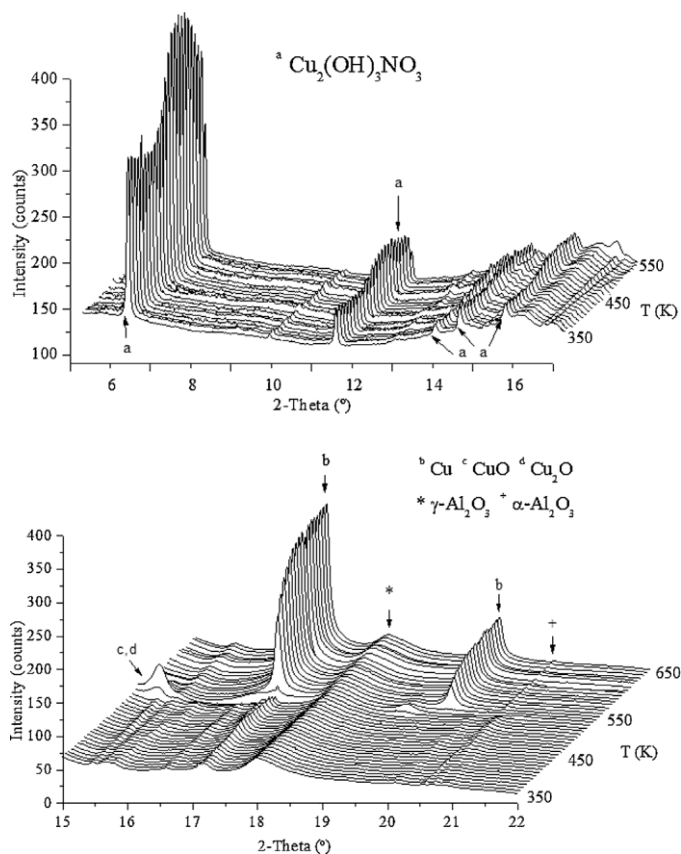 ᵃ Cu₂(OH)₃NO₃
400
350
300
250
200
150
100
Intensity (counts)
a
a
a
a
550
450
350
T (K)
6
8
10
12
14
16
2-Theta (º)
ᵇ Cu ᶜ CuO ᵈ Cu₂O
* γ-Al₂O₃ ⁺ α-Al₂O₃
b
*
b
+
c,d
400
350
300
250
200
150
100
50
0
Intensity (counts)
650
550
450
350
T (K)
15
16
17
18
19
20
21
22
2-Theta (º)